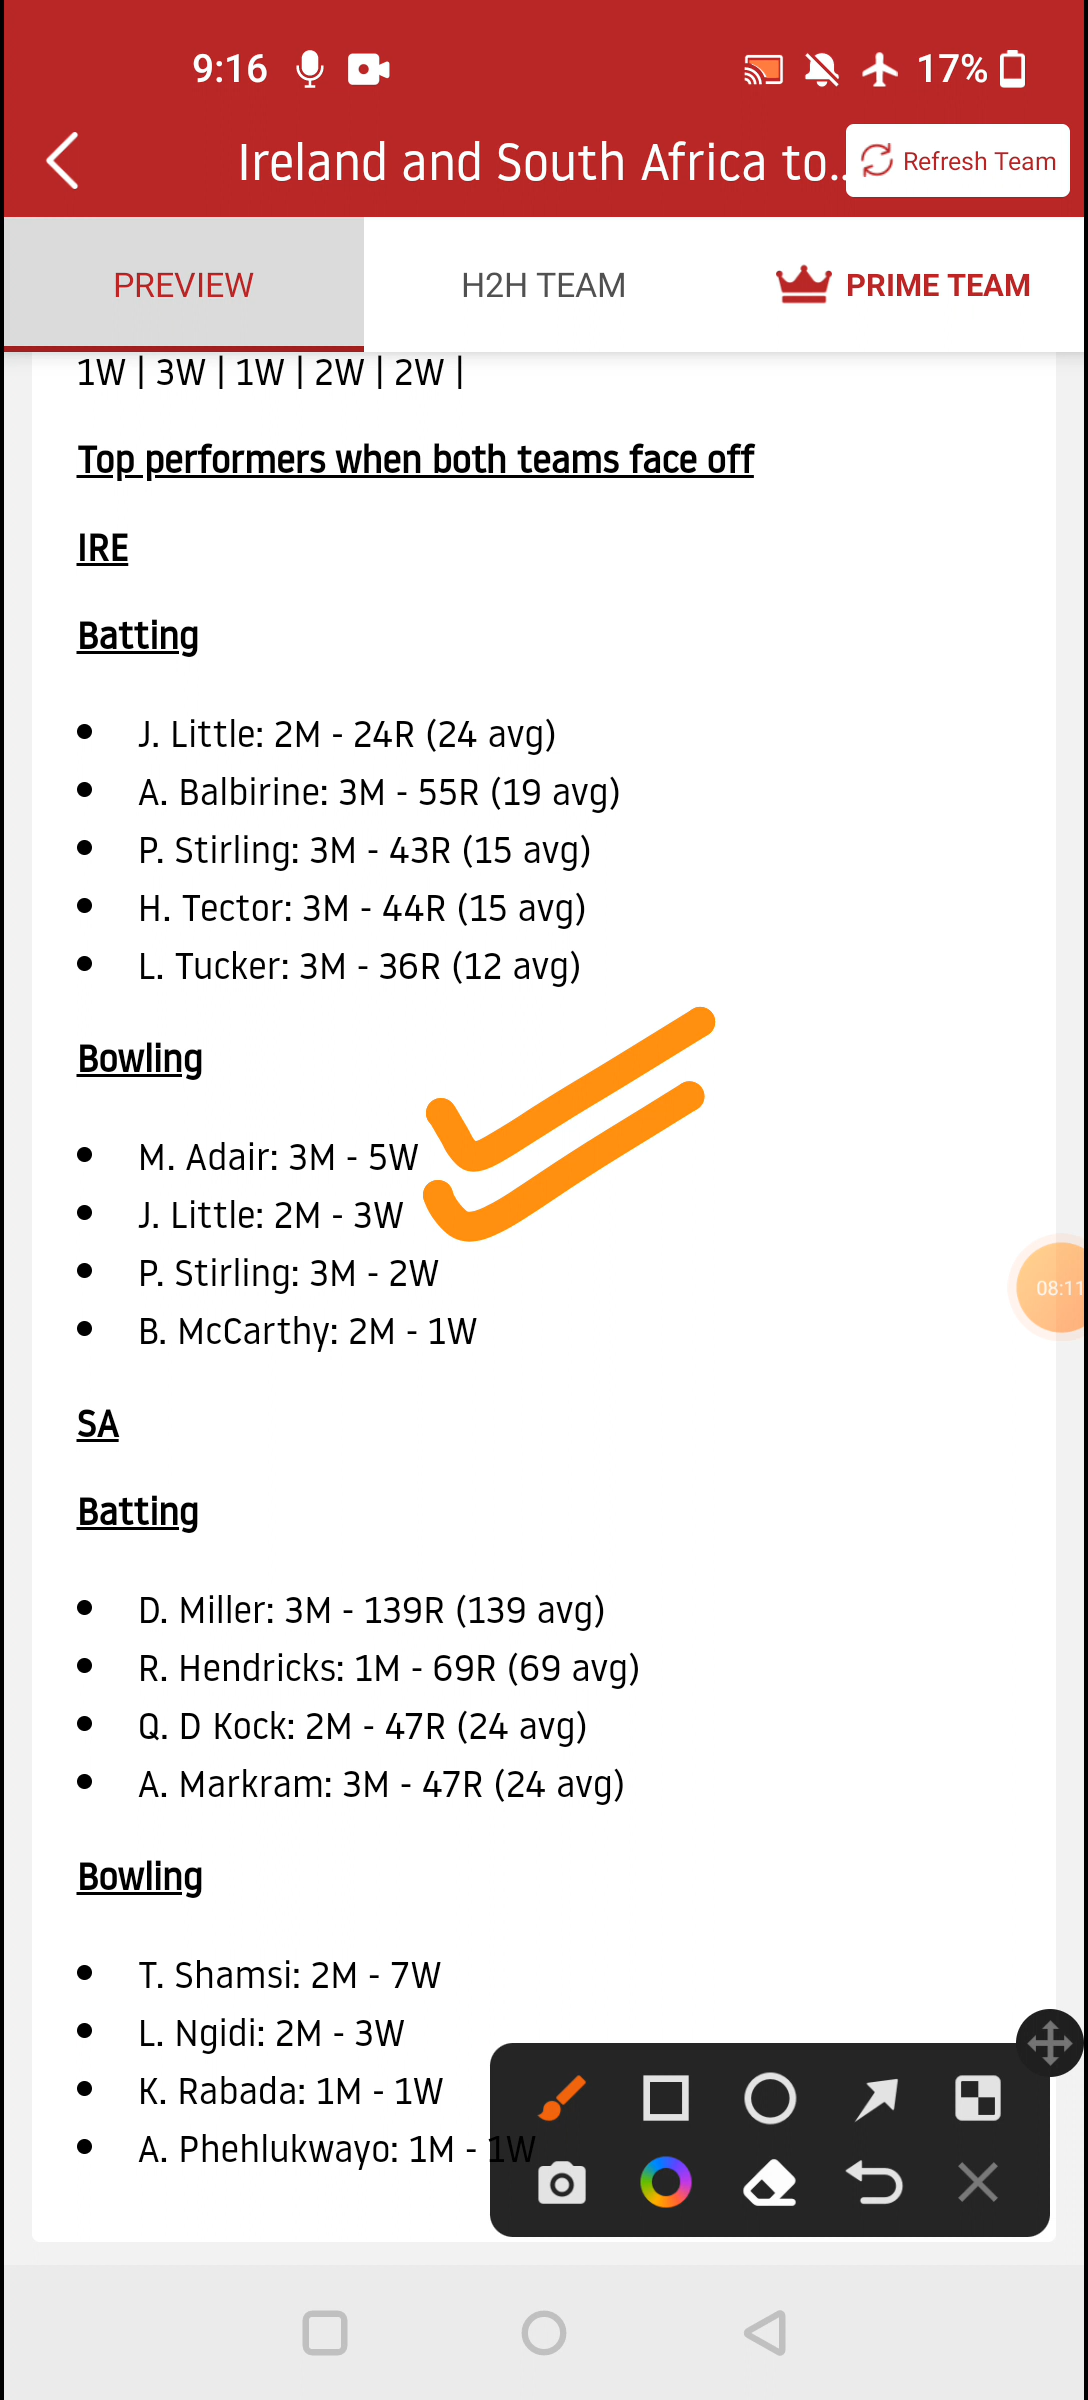 9:16
17%
Ireland and South Africa to..
Refresh Team
PREVIEW
H2H TEAM
PRIME TEAM
1W | 3W | 1W | 2W | 2W |
Top performers when both teams face off
IRE
Batting
• J. Little: 2M - 24R (24 avg)
• A. Balbirine: 3M - 55R (19 avg)
• P. Stirling: 3M - 43R (15 avg)
• H. Tector: 3M - 44R (15 avg)
• L. Tucker: 3M - 36R (12 avg)
Bowling
• M. Adair: 3M - 5W
• J. Little: 2M - 3W
• P. Stirling: 3M - 2W
• B. McCarthy: 2M - 1W
08:11
SA
Batting
• D. Miller: 3M - 139R (139 avg)
• R. Hendricks: 1M - 69R (69 avg)
• Q. D Kock: 2M - 47R (24 avg)
• A. Markram: 3M - 47R (24 avg)
Bowling
• T. Shamsi: 2M - 7W
• L. Ngidi: 2M - 3W
• K. Rabada: 1M - 1W
• A. Phehlukwayo: 1M - 1W